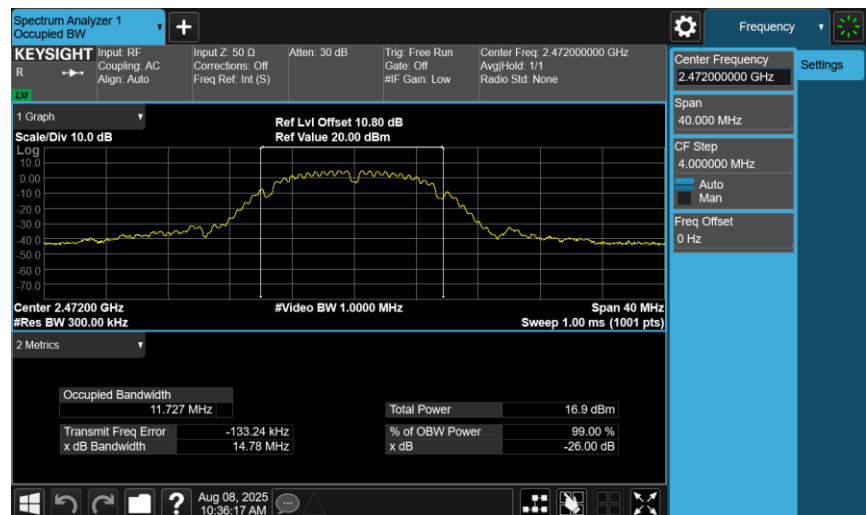 Spectrum Analyzer 1
Occupied BW
+
Frequency
KEYSIGHT
R
LXI
Input: RF
Coupling: AC
Align: Auto
Input Z: 50 Ω
Corrections: Off
Freq Ref: Int (S)
Atten: 30 dB
Trig: Free Run
Gate: Off
#IF Gain: Low
Center Freq: 2.472000000 GHz
Avg|Hold: 1/1
Radio Std: None
1 Graph
Scale/Div 10.0 dB
Ref Lvl Offset 10.80 dB
Ref Value 20.00 dBm
Log
10.0
0.00
-10.0
-20.0
-30.0
-40.0
-50.0
-60.0
-70.0
Center 2.47200 GHz
#Video BW 1.0000 MHz
Span 40 MHz
#Res BW 300.00 kHz
Sweep 1.00 ms (1001 pts)
2 Metrics
Occupied Bandwidth
11.727 MHz
Total Power 16.9 dBm
Transmit Freq Error -133.24 kHz
% of OBW Power 99.00 %
x dB Bandwidth 14.78 MHz
x dB -26.00 dB
?
Aug 08, 2025
10:36:17 AM
Center Frequency
2.472000000 GHz
Settings
Span
40.000 MHz
CF Step
4.000000 MHz
Auto
Man
Freq Offset
0 Hz